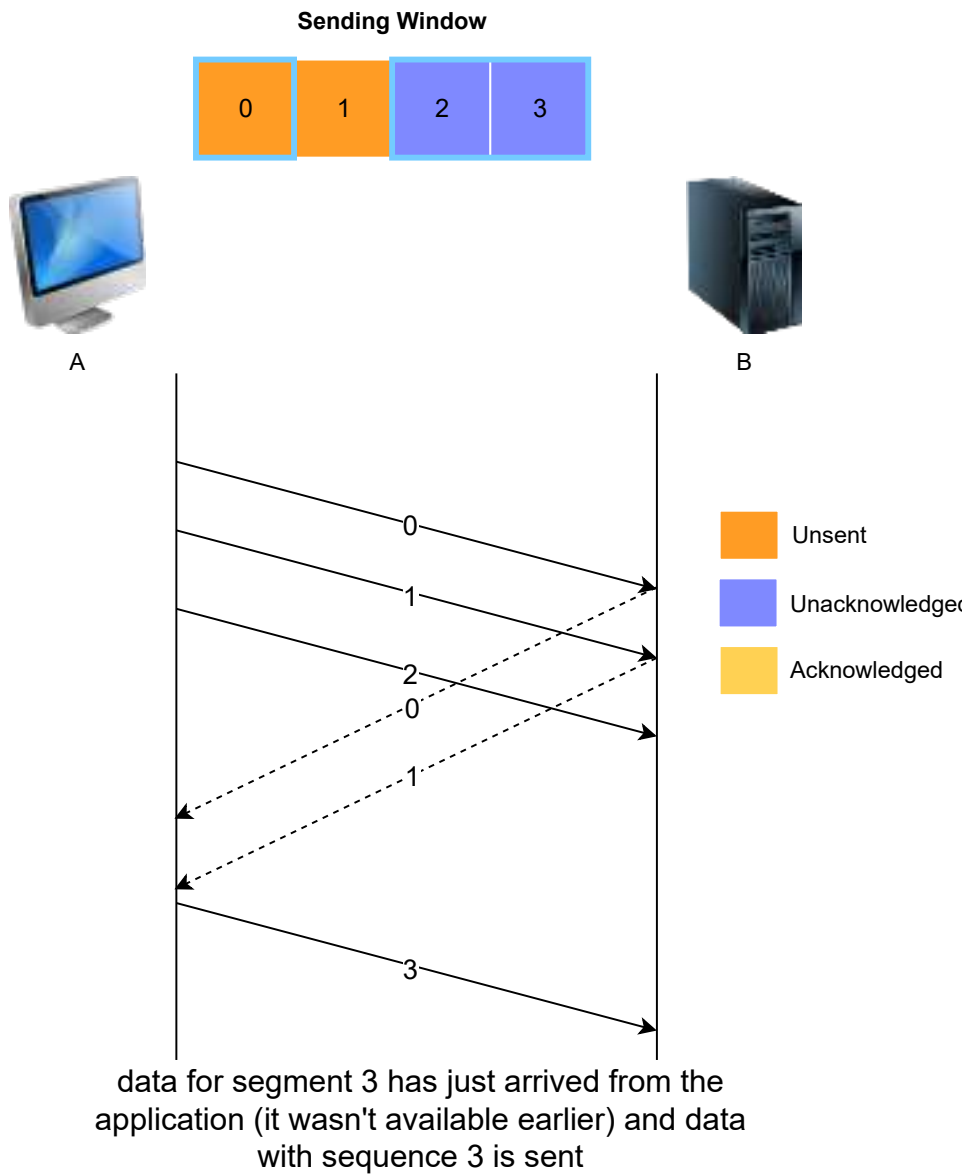 Sending Window
0 1 2 3
A B
0
1
2
0
1
3
Unsent
Unacknowledged
Acknowledged
data for segment 3 has just arrived from the
application (it wasn't available earlier) and data
with sequence 3 is sent